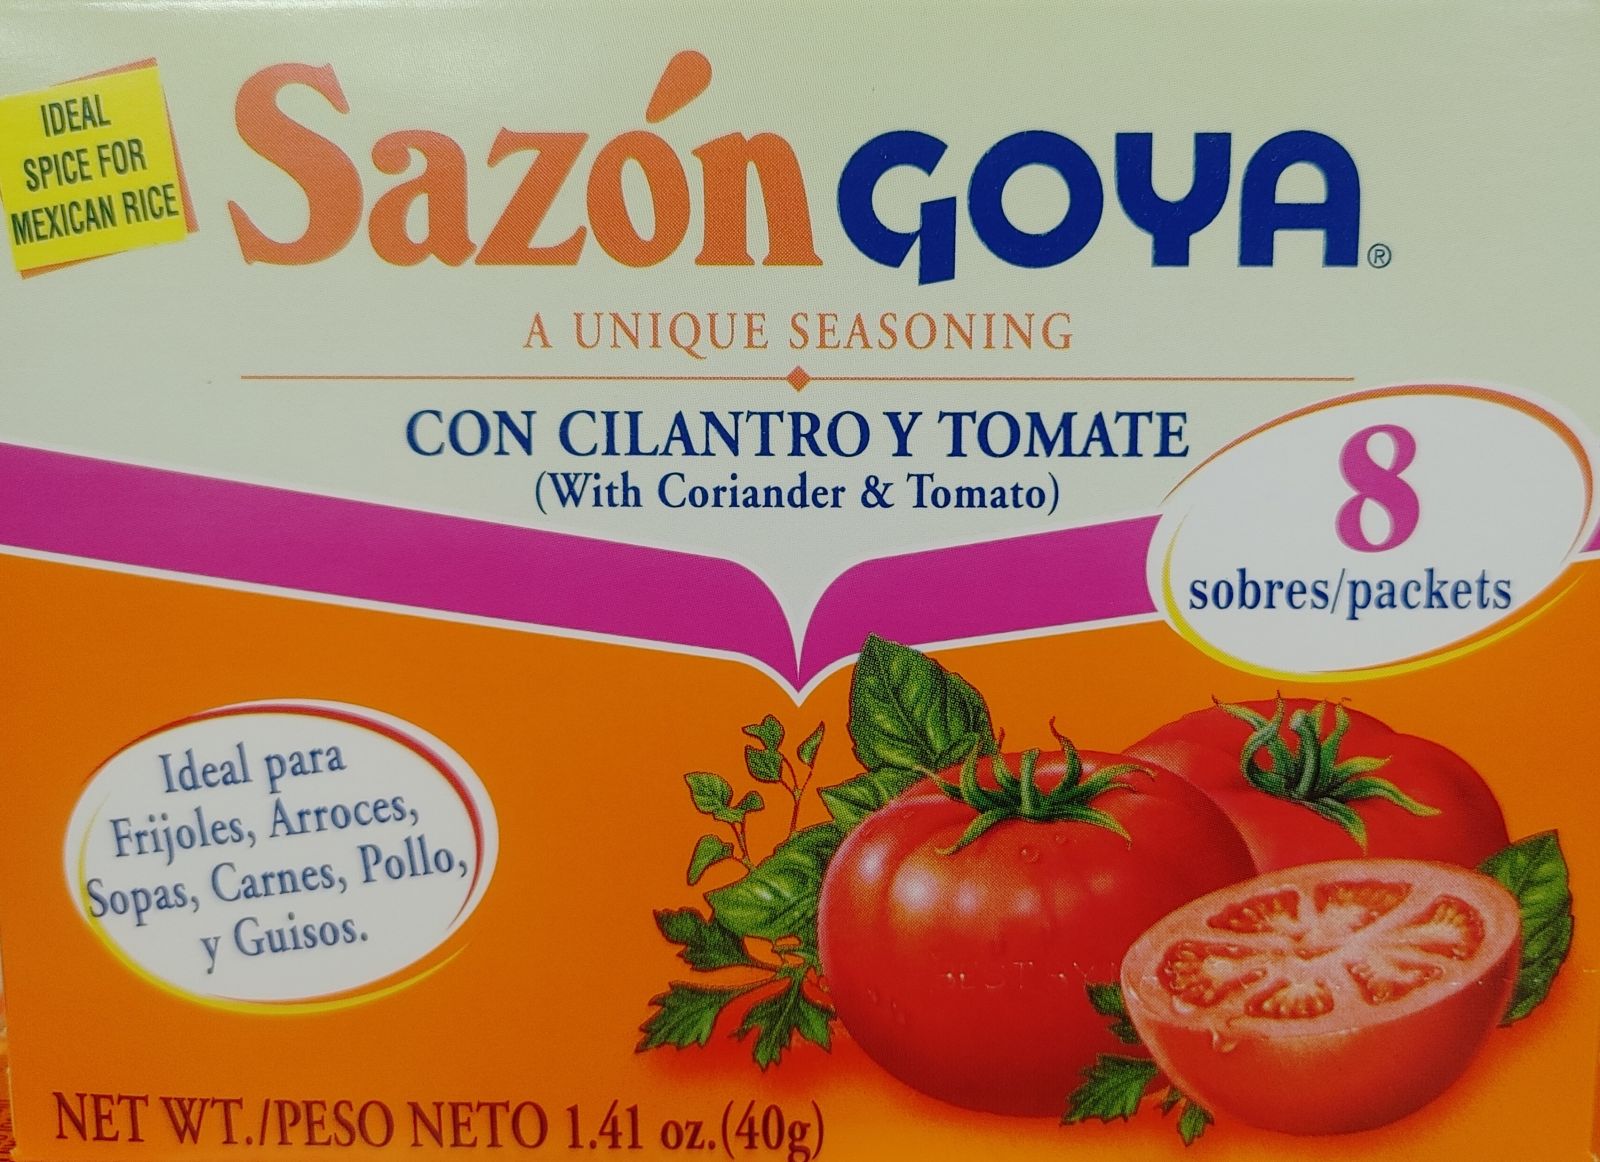 IDEAL
SPICE FOR
MEXICAN RICE
Sazón GOYA®
A UNIQUE SEASONING
CON CILANTRO Y TOMATE
(With Coriander & Tomato)
8
sobres/packets
Ideal para
Frijoles, Arroces,
Sopas, Carnes, Pollo,
y Guisos.
NET WT./PESO NETO 1.41 oz.(40g)